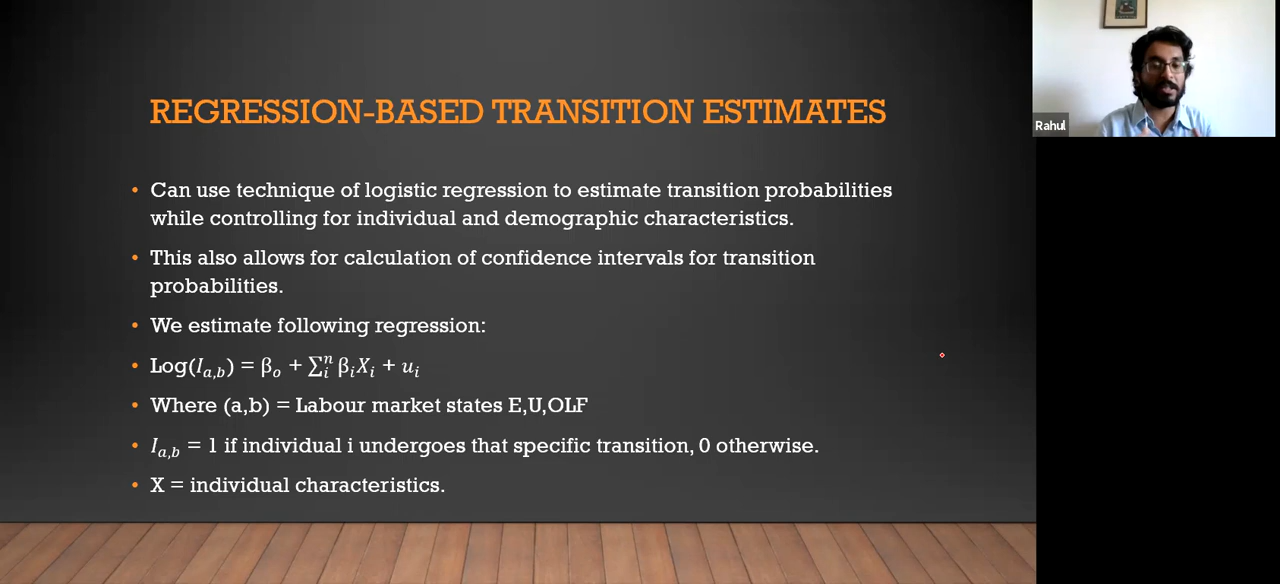 REGRESSION-BASED TRANSITION ESTIMATES
• Can use technique of logistic regression to estimate transition probabilities
while controlling for individual and demographic characteristics.
• This also allows for calculation of confidence intervals for transition
probabilities.
• We estimate following regression:
• Log(I_{a,b}) = β_o + Σ_i^n β_i X_i + u_i
• Where (a,b) = Labour market states E,U,OLF
• I_{a,b} = 1 if individual i undergoes that specific transition, 0 otherwise.
• X = individual characteristics.
Rahul